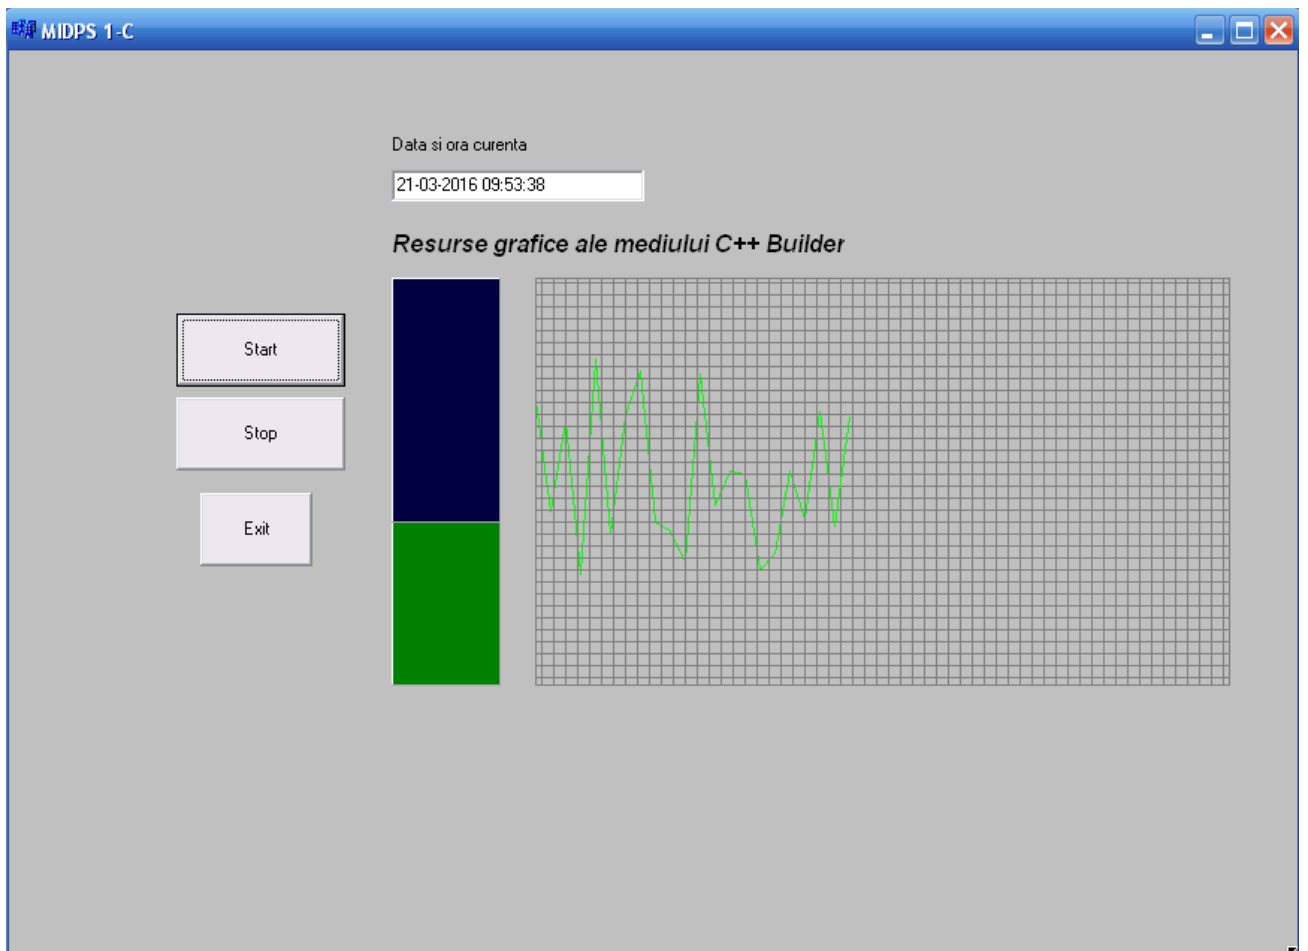 MIDPS 1-C
Data si ora curenta
21-03-2016 09:53:38
Resurse grafice ale mediului C++ Builder
Start
Stop
Exit